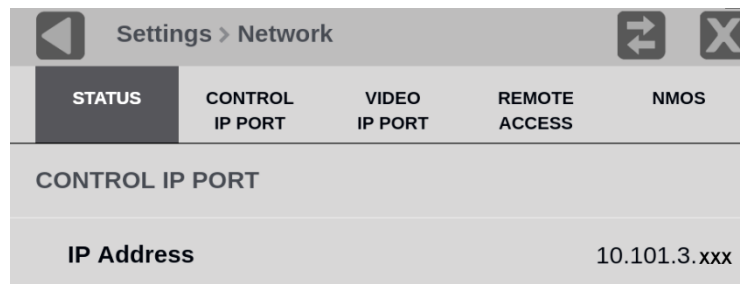 Settings > Network
STATUS
CONTROL
IP PORT
VIDEO
IP PORT
REMOTE
ACCESS
NMOS
CONTROL IP PORT
IP Address 10.101.3.xxx